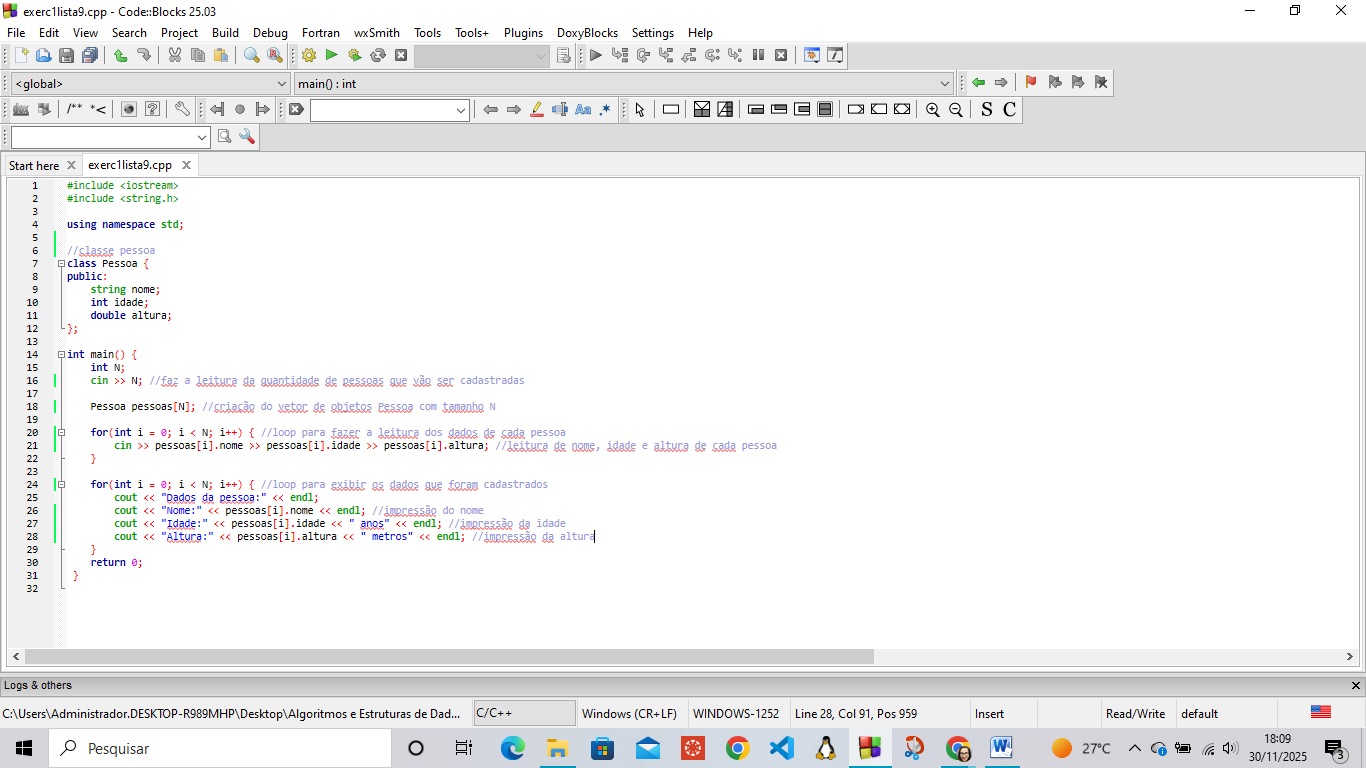 exerc1lista9.cpp - Code::Blocks 25.03
File Edit View Search Project Build Debug Fortran wxSmith Tools Tools+ Plugins DoxyBlocks Settings Help
<global> main() : int
/** *< Aa .* S C
Start here exerc1lista9.cpp
1 #include <iostream>
2 #include <string.h>
3
4 using namespace std;
5
6 //classe pessoa
7 class Pessoa {
8 public:
9 string nome;
10 int idade;
11 double altura;
12 };
13
14 int main() {
15 int N;
16 cin >> N; //faz a leitura da quantidade de pessoas que vão ser cadastradas
17
18 Pessoa pessoas[N]; //criação do vetor de objetos Pessoa com tamanho N
19
20 for(int i = 0; i < N; i++) { //loop para fazer a leitura dos dados de cada pessoa
21 cin >> pessoas[i].nome >> pessoas[i].idade >> pessoas[i].altura; //leitura de nome, idade e altura de cada pessoa
22 }
23
24 for(int i = 0; i < N; i++) { //loop para exibir os dados que foram cadastrados
25 cout << "Dados da pessoa:" << endl;
26 cout << "Nome:" << pessoas[i].nome << endl; //impressão do nome
27 cout << "Idade:" << pessoas[i].idade << " anos" << endl; //impressão da idade
28 cout << "Altura:" << pessoas[i].altura << " metros" << endl; //impressão da altura
29 }
30 return 0;
31 }
32
Logs & others
C:\Users\Administrador.DESKTOP-R989MHP\Desktop\Algoritmos e Estruturas de Dad... C/C++ Windows (CR+LF) WINDOWS-1252 Line 28, Col 91, Pos 959 Insert Read/Write default
Pesquisar 27°C 18:09
30/11/2025 3